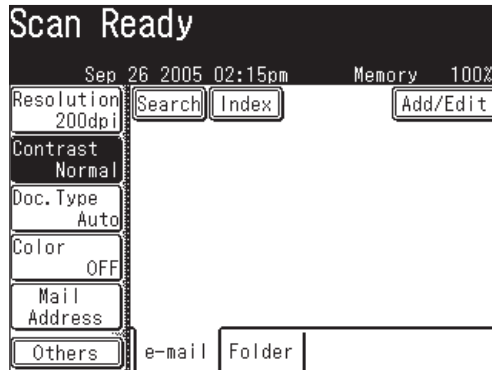 Scan Ready
Sep 26 2005 02:15pm Memory 100%
Resolution
200dpi
Search Index Add/Edit
Contrast
Normal
Doc.Type
Auto
Color
OFF
Mail
Address
Others
e-mail Folder